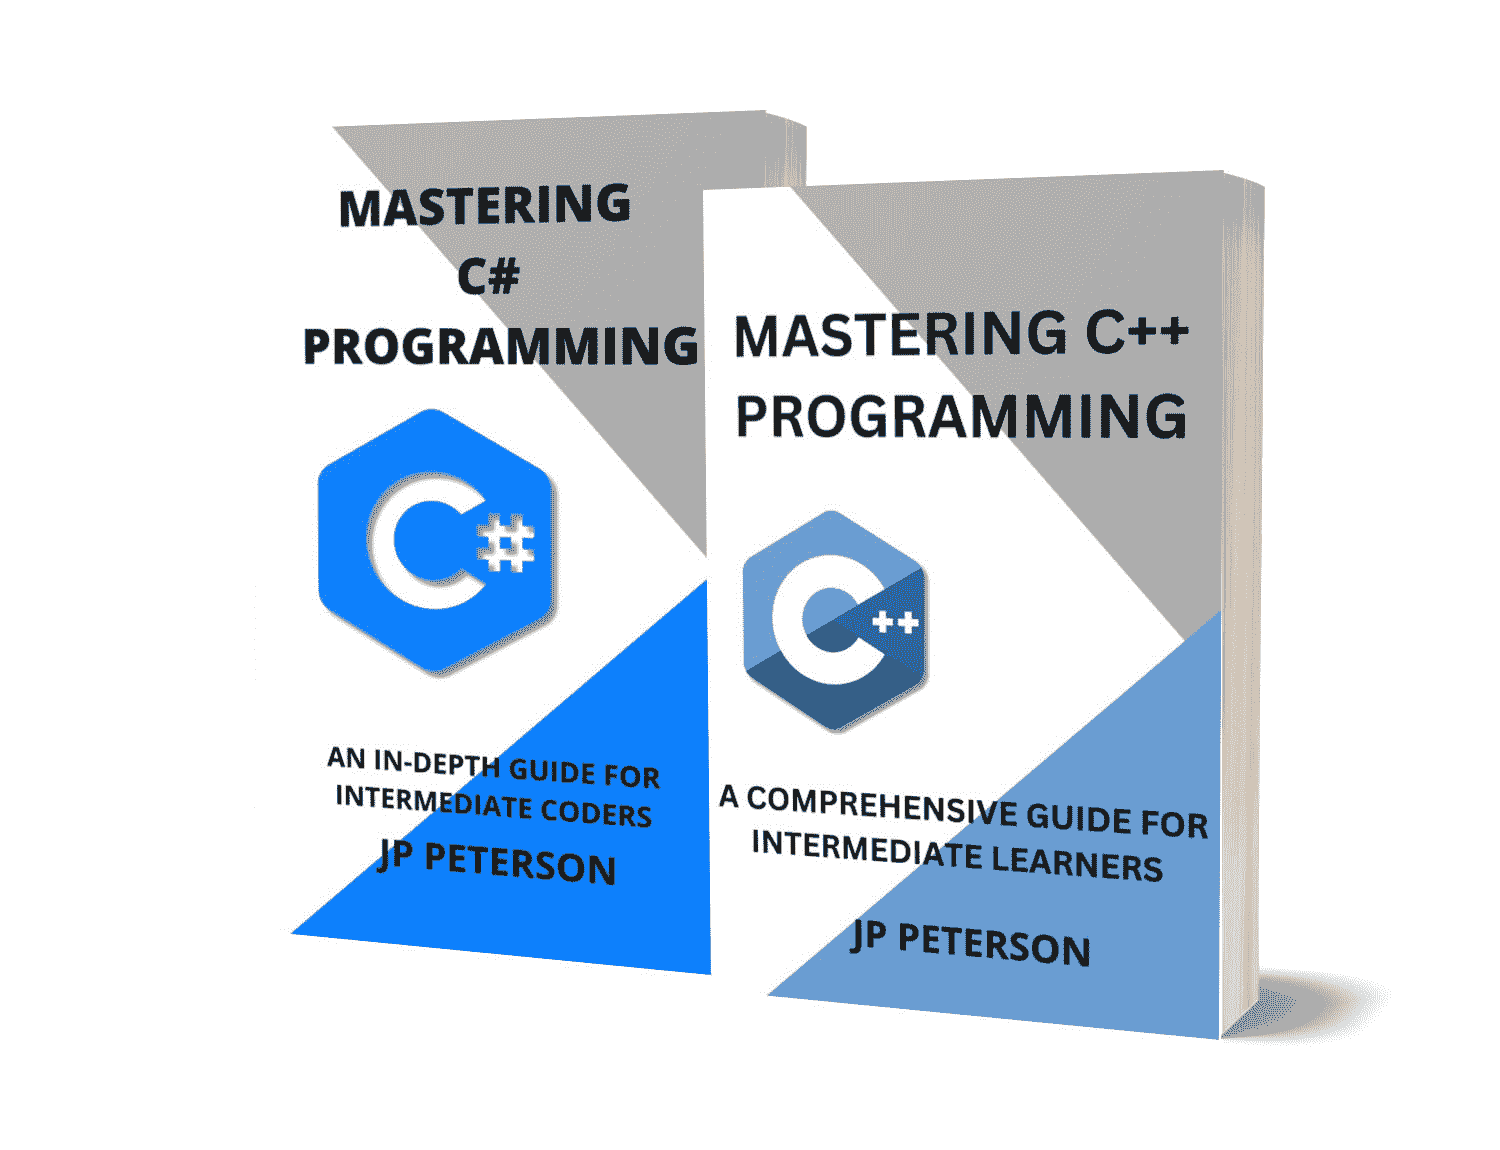 MASTERING
C#
PROGRAMMING
C#
AN IN-DEPTH GUIDE FOR
INTERMEDIATE CODERS
JP PETERSON
MASTERING C++
PROGRAMMING
C++
A COMPREHENSIVE GUIDE FOR
INTERMEDIATE LEARNERS
JP PETERSON